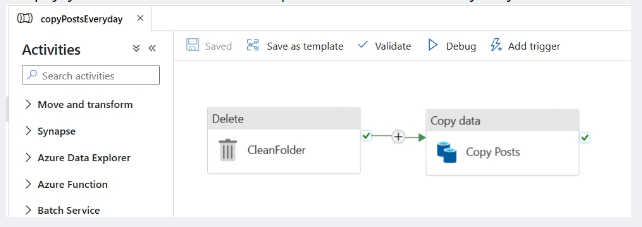 copyPostsEveryday
Activities
Search activities
Move and transform
Synapse
Azure Data Explorer
Azure Function
Batch Service
Saved Save as template Validate Debug Add trigger
Delete
CleanFolder
Copy data
Copy Posts